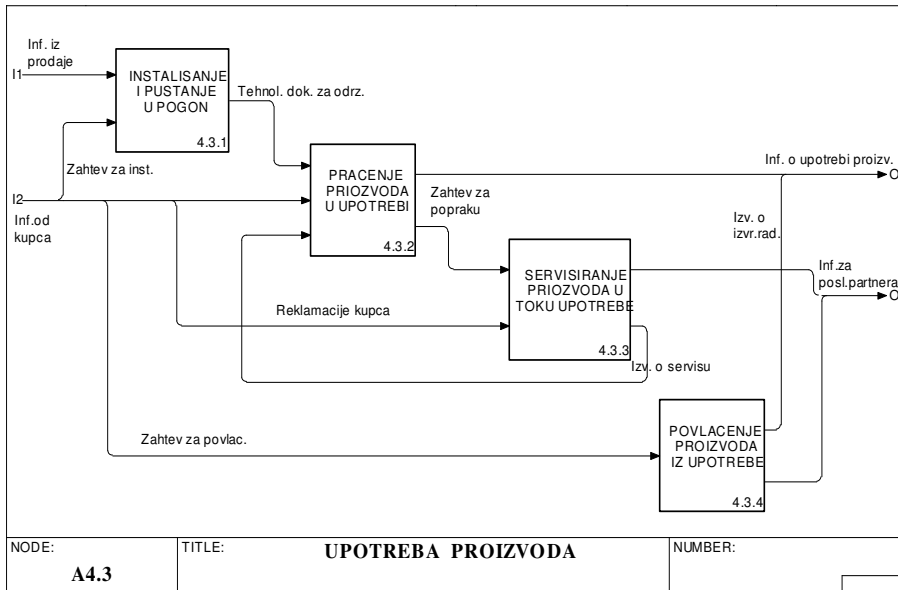 Inf. iz
prodaje
I1
INSTALISANJE
I PUSTANJE
U POGON
4.3.1
Tehnol. dok. za odrz.
Zahtev za inst.
I2
Inf.od
kupca
PRACENJE
PRIOZVODA
U UPOTREBI
4.3.2
Zahtev za
popraku
Inf. o upotrebi proizv.
O
Izv. o
izvr.rad.
SERVISIRANJE
PRIOZVODA U
TOKU UPOTREBE
4.3.3
Inf.za
posl.partnera
O
Reklamacije kupca
Izv. o servisu
Zahtev za povlac.
POVLACENJE
PROIZVODA
IZ UPOTREBE
4.3.4
NODE:
A4.3
TITLE:
UPOTREBA PROIZVODA
NUMBER: